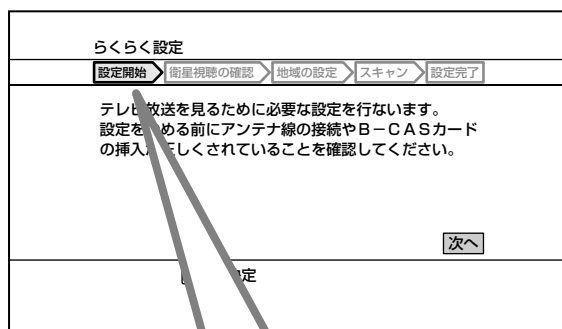 らくらく設定
設定開始 衛星視聴の確認 地域の設定 スキャン 設定完了
テレビ放送を見るために必要な設定を行ないます。
設定を める前にアンテナ線の接続やB-CASカード
の挿入 正しくされていることを確認してください。
次へ
定